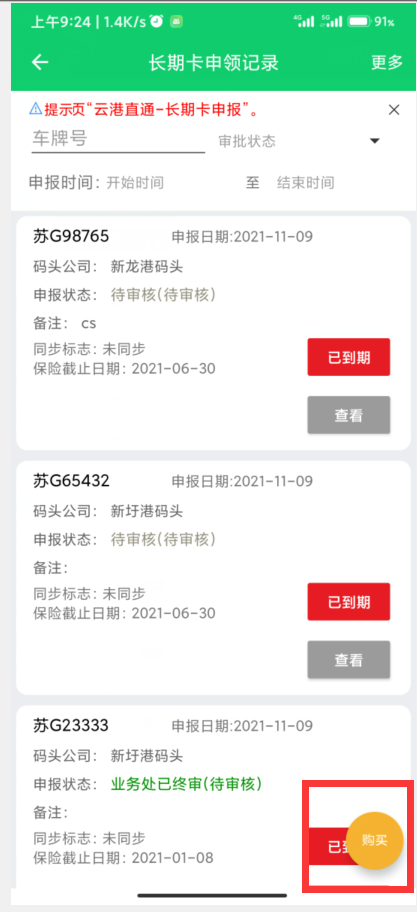 上午9:24 | 1.4K/s 4G 5G 91%
长期卡申领记录 更多
提示页“云港直通-长期卡申报”。
车牌号 审批状态
申报时间: 开始时间 至 结束时间
苏G98765 申报日期:2021-11-09
码头公司: 新龙港码头
申报状态: 待审核(待审核)
备注: cs
同步标志: 未同步
保险截止日期: 2021-06-30
已到期
查看
苏G65432 申报日期:2021-11-09
码头公司: 新圩港码头
申报状态: 待审核(待审核)
备注:
同步标志: 未同步
保险截止日期: 2021-06-30
已到期
查看
苏G23333 申报日期:2021-11-09
码头公司: 新圩港码头
申报状态: 业务处已终审(待审核)
备注:
同步标志: 未同步
保险截止日期: 2021-01-08
已 购买